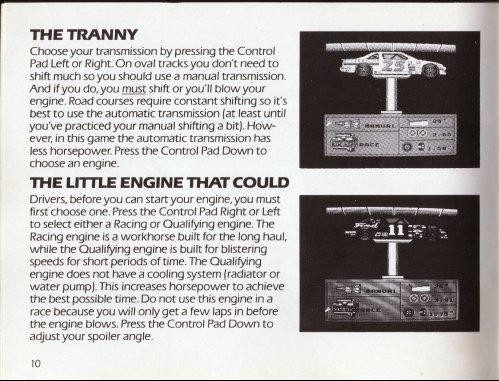 THE TRANNY
Choose your transmission by pressing the Control
Pad Left or Right. On oval tracks you don't need to
shift much so you should use a manual transmission.
And if you do, you must shift or you'll blow your
engine. Road courses require constant shifting so it's
best to use the automatic transmission (at least until
you've practiced your manual shifting a bit). How-
ever, in this game the automatic transmission has
less horsepower. Press the Control Pad Down to
choose an engine.
THE LITTLE ENGINE THAT COULD
Drivers, before you can start your engine, you must
first choose one. Press the Control Pad Right or Left
to select either a Racing or Qualifying engine. The
Racing engine is a workhorse built for the long haul,
while the Qualifying engine is built for blistering
speeds for short periods of time. The Qualifying
engine does not have a cooling system (radiator or
water pump). This increases horsepower to achieve
the best possible time. Do not use this engine in a
race because you will only get a few laps in before
the engine blows. Press the Control Pad Down to
adjust your spoiler angle.
10
25
MANUAL
RACE
11
MANUAL
RACE